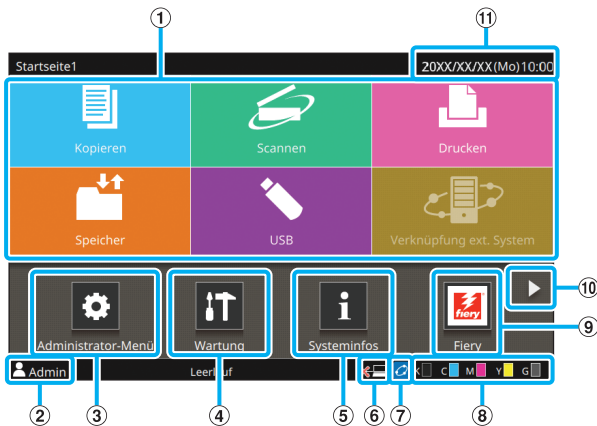 ① ⑪
Startseite1 20XX/XX/XX(Mo)10:00
Kopieren Scannen Drucken
Speicher USB Verknüpfung ext. System
⑩
fiery
⑨
Administrator-Menü Wartung Systeminfos Fiery
Admin Leerlauf K C M Y G
② ③ ④ ⑤ ⑥ ⑦ ⑧